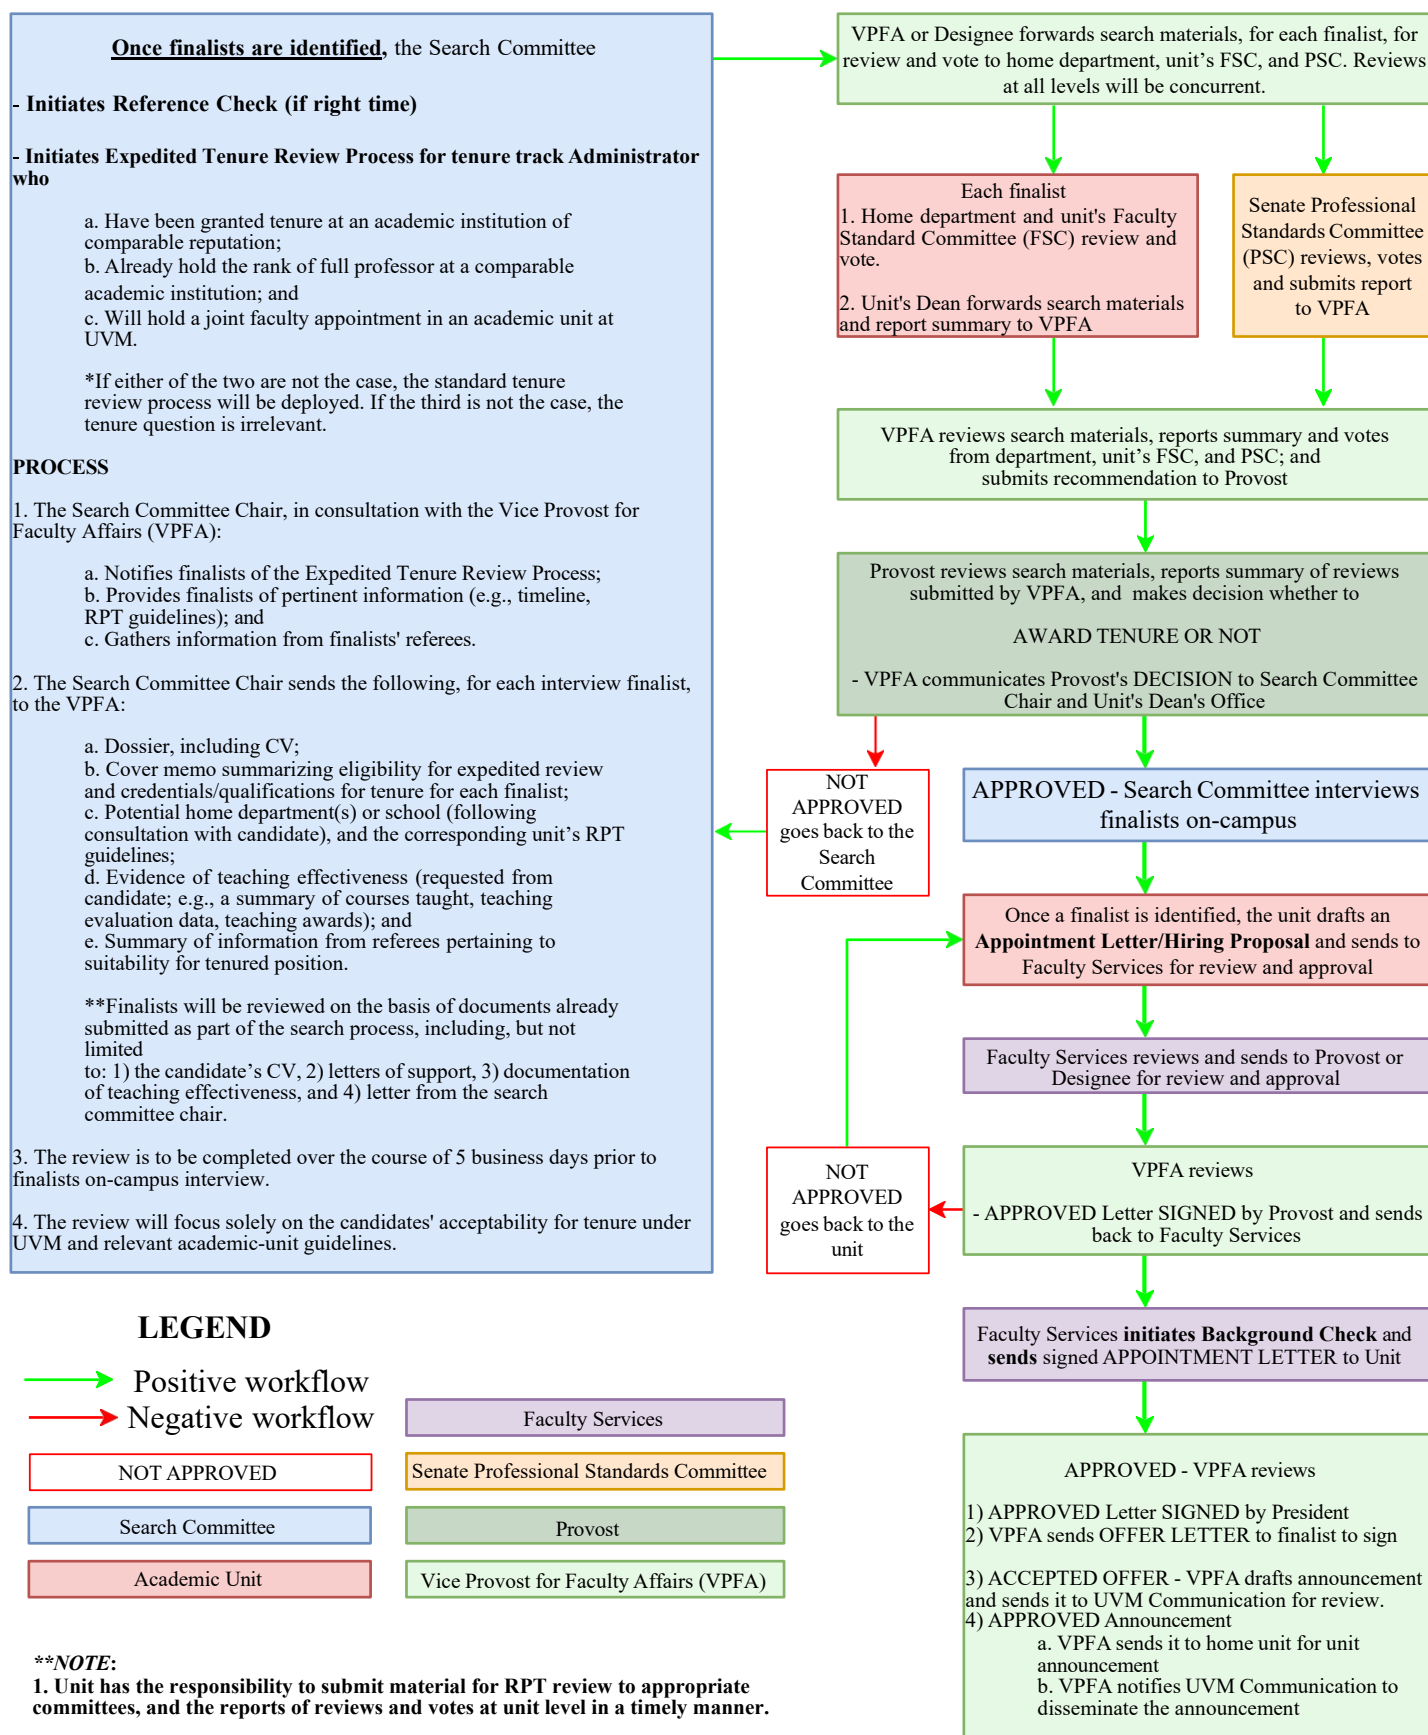 Once finalists are identified, the Search Committee
- Initiates Reference Check (if right time)
- Initiates Expedited Tenure Review Process for tenure track Administrator
who
a. Have been granted tenure at an academic institution of
comparable reputation;
b. Already hold the rank of full professor at a comparable
academic institution; and
c. Will hold a joint faculty appointment in an academic unit at
UVM.
*If either of the two are not the case, the standard tenure
review process will be deployed. If the third is not the case, the
tenure question is irrelevant.
PROCESS
1. The Search Committee Chair, in consultation with the Vice Provost for
Faculty Affairs (VPFA):
a. Notifies finalists of the Expedited Tenure Review Process;
b. Provides finalists of pertinent information (e.g., timeline,
RPT guidelines); and
c. Gathers information from finalists' referees.
2. The Search Committee Chair sends the following, for each interview finalist,
to the VPFA:
a. Dossier, including CV;
b. Cover memo summarizing eligibility for expedited review
and credentials/qualifications for tenure for each finalist;
c. Potential home department(s) or school (following
consultation with candidate), and the corresponding unit’s RPT
guidelines;
d. Evidence of teaching effectiveness (requested from
candidate; e.g., a summary of courses taught, teaching
evaluation data, teaching awards); and
e. Summary of information from referees pertaining to
suitability for tenured position.
**Finalists will be reviewed on the basis of documents already
submitted as part of the search process, including, but not
limited
to: 1) the candidate’s CV, 2) letters of support, 3) documentation
of teaching effectiveness, and 4) letter from the search
committee chair.
3. The review is to be completed over the course of 5 business days prior to
finalists on-campus interview.
4. The review will focus solely on the candidates' acceptability for tenure under
UVM and relevant academic-unit guidelines.
VPFA or Designee forwards search materials, for each finalist, for
review and vote to home department, unit’s FSC, and PSC. Reviews
at all levels will be concurrent.
Each finalist
1. Home department and unit's Faculty
Standard Committee (FSC) review and
vote.
2. Unit's Dean forwards search materials
and report summary to VPFA
Senate Professional
Standards Committee
(PSC) reviews, votes
and submits report
to VPFA
VPFA reviews search materials, reports summary and votes
from department, unit’s FSC, and PSC; and
submits recommendation to Provost
Provost reviews search materials, reports summary of reviews
submitted by VPFA, and makes decision whether to
AWARD TENURE OR NOT
- VPFA communicates Provost's DECISION to Search Committee
Chair and Unit's Dean's Office
NOT
APPROVED
goes back to the
Search
Committee
APPROVED - Search Committee interviews
finalists on-campus
Once a finalist is identified, the unit drafts an
Appointment Letter/Hiring Proposal and sends to
Faculty Services for review and approval
Faculty Services reviews and sends to Provost or
Designee for review and approval
NOT
APPROVED
goes back to the
unit
VPFA reviews
- APPROVED Letter SIGNED by Provost and sends
back to Faculty Services
Faculty Services initiates Background Check and
sends signed APPOINTMENT LETTER to Unit
APPROVED - VPFA reviews
1) APPROVED Letter SIGNED by President
2) VPFA sends OFFER LETTER to finalist to sign
3) ACCEPTED OFFER - VPFA drafts announcement
and sends it to UVM Communication for review.
4) APPROVED Announcement
a. VPFA sends it to home unit for unit
announcement
b. VPFA notifies UVM Communication to
disseminate the announcement
LEGEND
Positive workflow
Negative workflow
NOT APPROVED
Search Committee
Academic Unit
Faculty Services
Senate Professional Standards Committee
Provost
Vice Provost for Faculty Affairs (VPFA)
**NOTE:
1. Unit has the responsibility to submit material for RPT review to appropriate
committees, and the reports of reviews and votes at unit level in a timely manner.